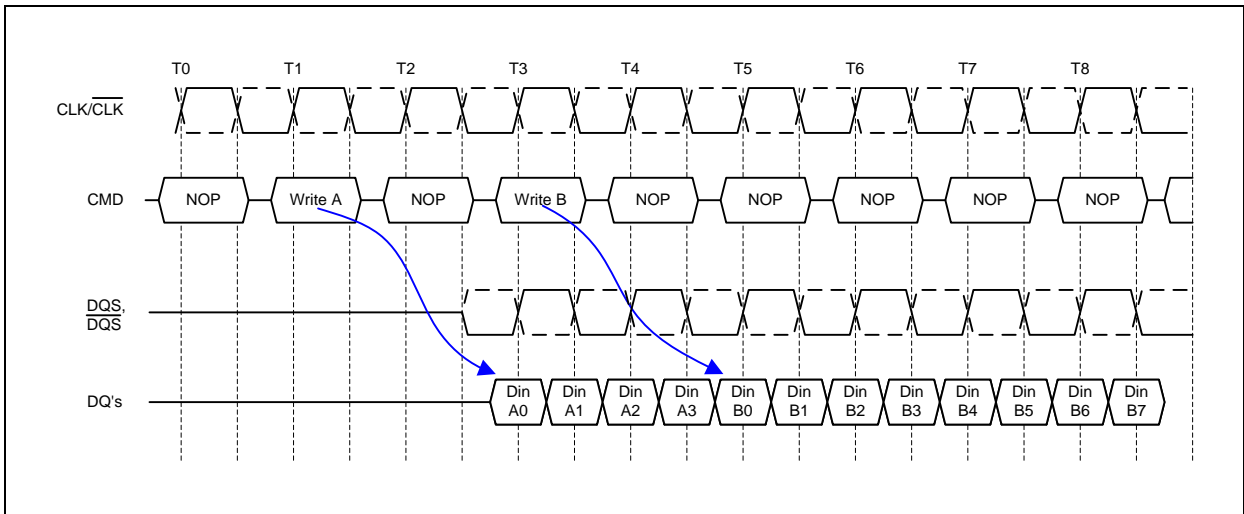 T0 T1 T2 T3 T4 T5 T6 T7 T8
CLK/CLK
CMD NOP Write A NOP Write B NOP NOP NOP NOP NOP
DQS,
DQS
DQ's Din Din Din Din Din Din Din Din Din Din Din Din
A0 A1 A2 A3 B0 B1 B2 B3 B4 B5 B6 B7